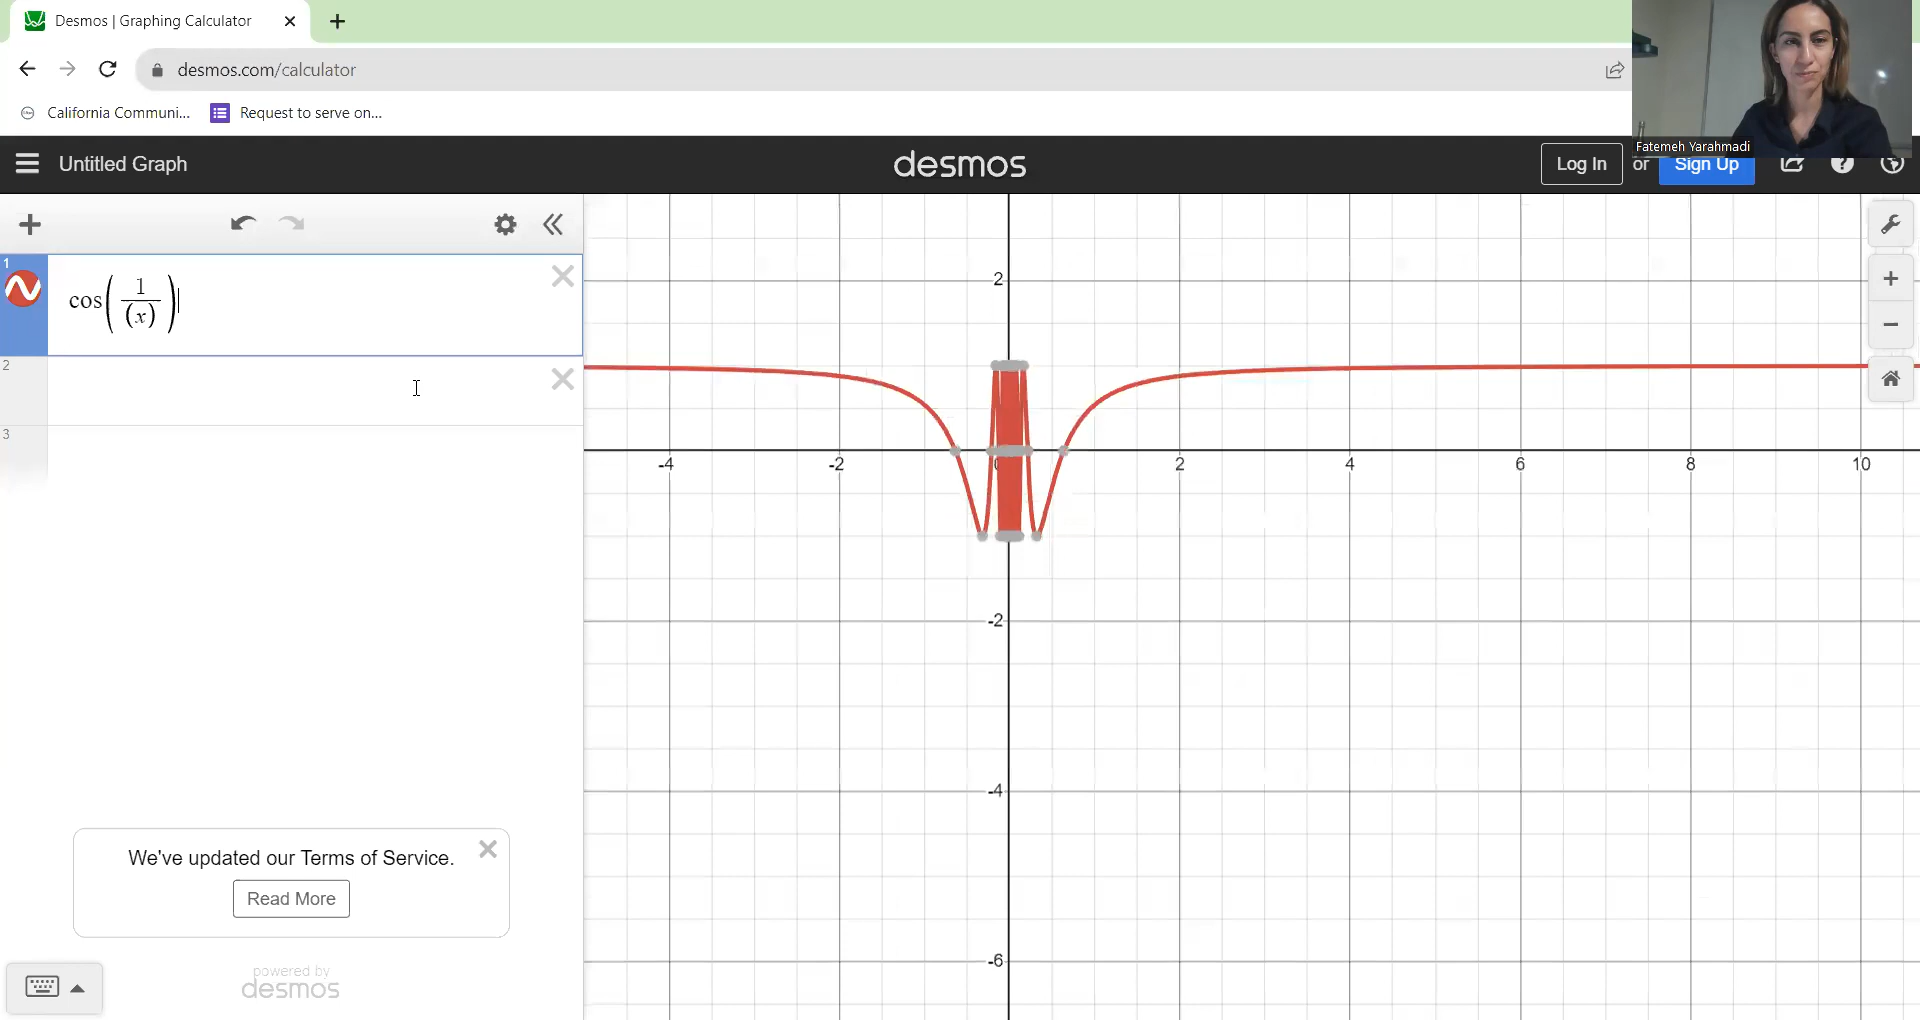 Desmos | Graphing Calculator
desmos.com/calculator
California Communi...
Request to serve on...
Fatemeh Yarahmadi
Untitled Graph
desmos
Log In or Sign Up
1
cos(1/(x))
2
3
2
-4 -2 0 2 4 6 8 10
-2
-4
-6
We've updated our Terms of Service.
Read More
powered by
desmos